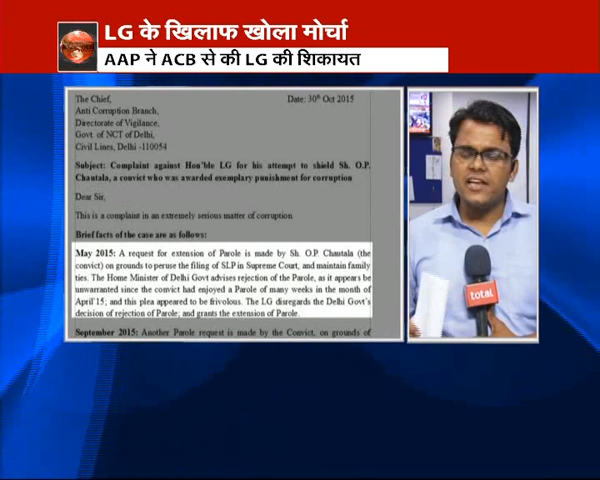 LG के खिलाफ खोला मोर्चा
AAP ने ACB से की LG की शिकायत
The Chief,
Date: 30th Oct 2015
Anti Corruption Branch,
Directorate of Vigilance,
Govt of NCT of Delhi,
Civil Lines, Delhi -110054
Subject: Complaint against Hon'ble LG for his attempt to shield Sh. O.P.
Chautala, a convict who was awarded exemplary punishment for corruption
Dear Sir,
This is a complaint in an extremely serious matter of corruption
Brief facts of the case are as follows:
May 2015: A request for extension of Parole is made by Sh. O.P. Chautala (the
convict) on grounds to peruse the filing of SLP in Supreme Court, and maintain family
ties. The Home Minister of Delhi Govt advises rejection of the Parole, as it appears be
unwarranted since the convict had enjoyed a Parole of many weeks in the month of
April'15; and this plea appeared to be frivolous. The LG disregards the Delhi Govt's
decision of rejection of Parole; and grants the extension of Parole.
September 2015: Another Parole request is made by the Convict, on grounds of
total